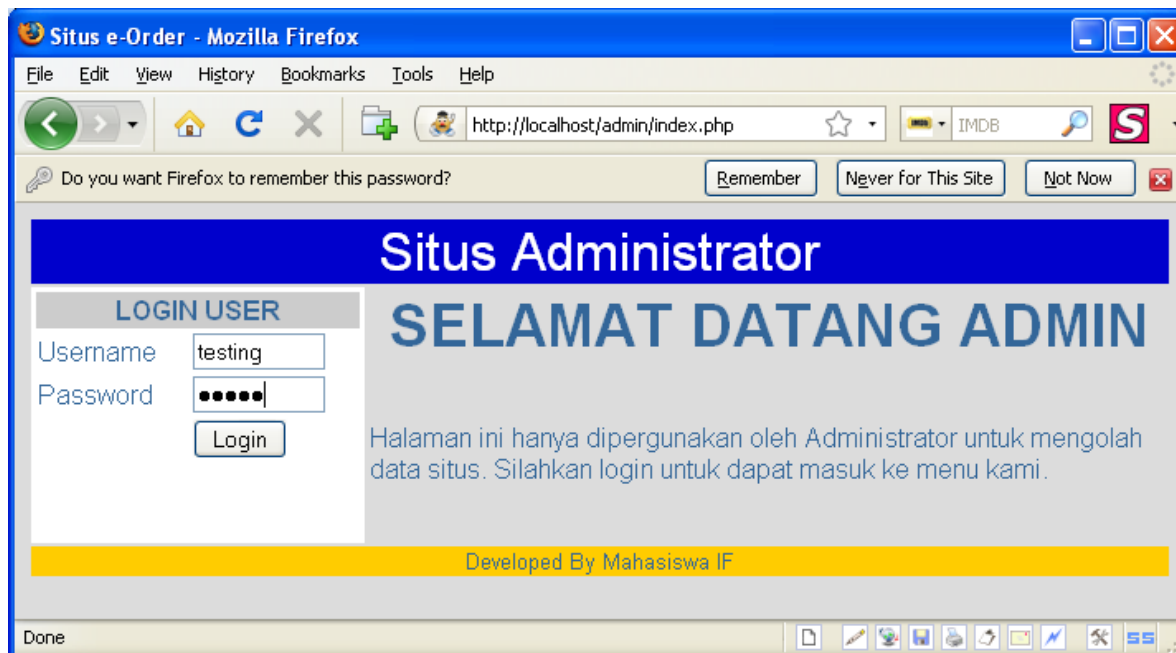 Situs e-Order - Mozilla Firefox
File Edit View History Bookmarks Tools Help
http://localhost/admin/index.php IMDB S
Do you want Firefox to remember this password? Remember Never for This Site Not Now
Situs Administrator
LOGIN USER
SELAMAT DATANG ADMIN
Username testing
Password •••••
Login
Halaman ini hanya dipergunakan oleh Administrator untuk mengolah
data situs. Silahkan login untuk dapat masuk ke menu kami.
Developed By Mahasiswa IF
Done